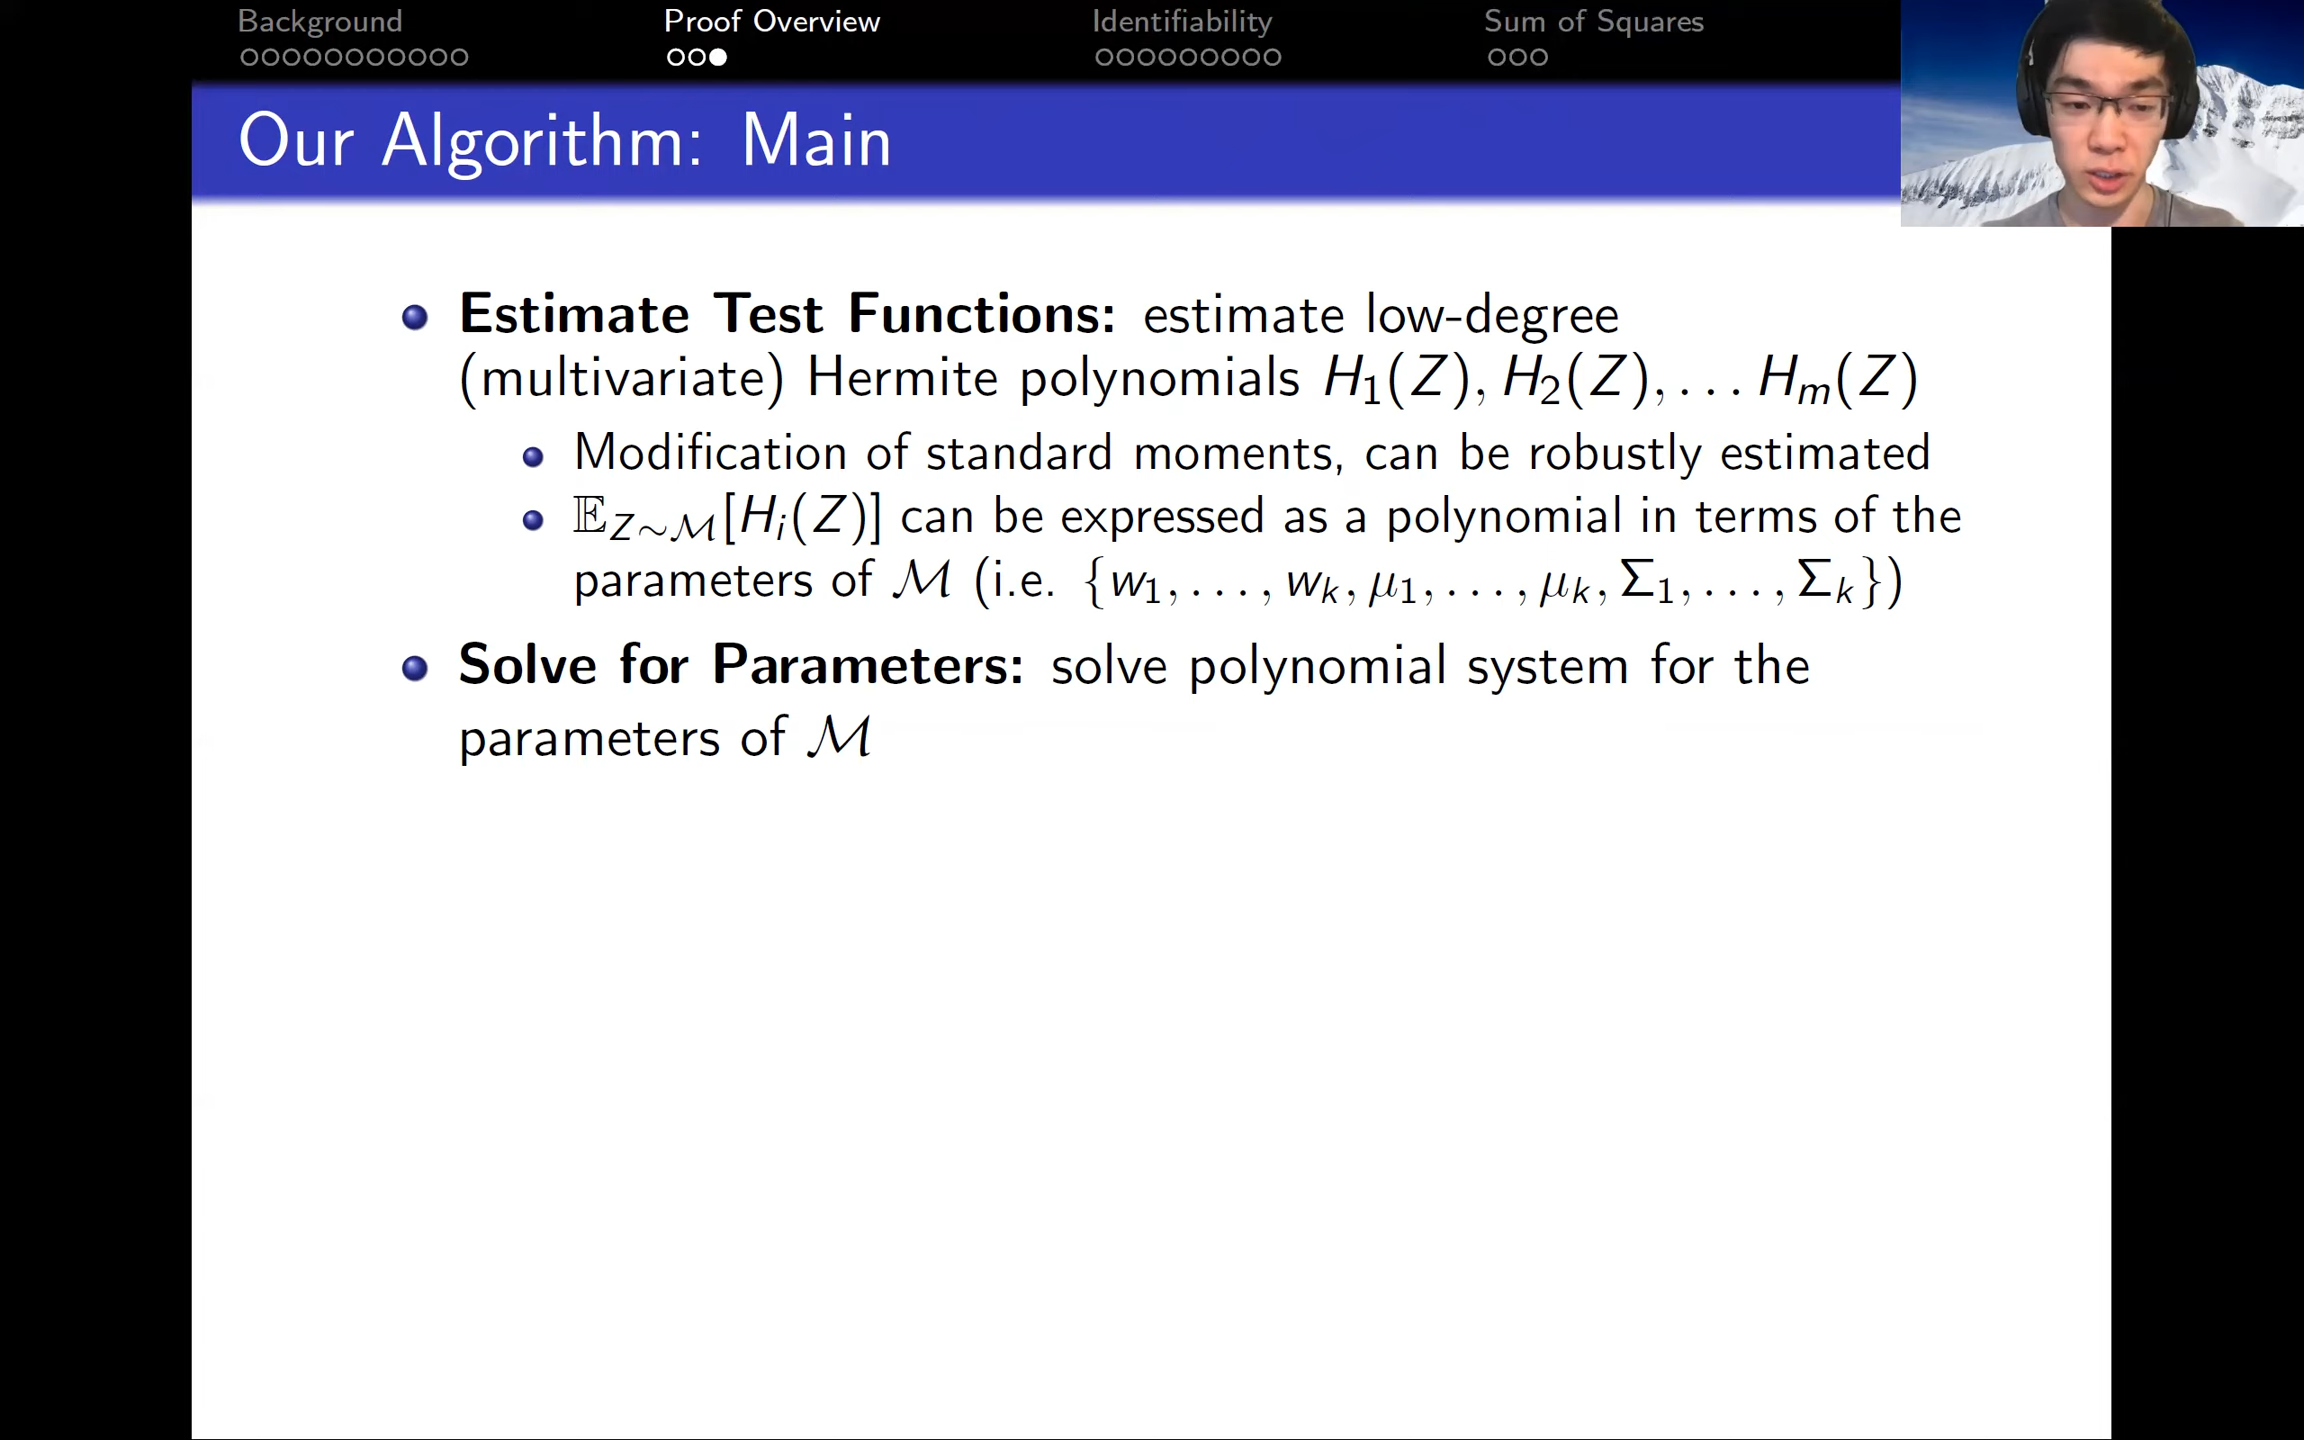 Background Proof Overview Identifiability Sum of Squares
Our Algorithm: Main
Estimate Test Functions: estimate low-degree
(multivariate) Hermite polynomials H₁(Z), H₂(Z), . . . Hₘ(Z)
Modification of standard moments, can be robustly estimated
𝔼_{Z∼ℳ}[Hᵢ(Z)] can be expressed as a polynomial in terms of the
parameters of ℳ (i.e. {w₁, . . . , wₖ, μ₁, . . . , μₖ, Σ₁, . . . , Σₖ})
Solve for Parameters: solve polynomial system for the
parameters of ℳ